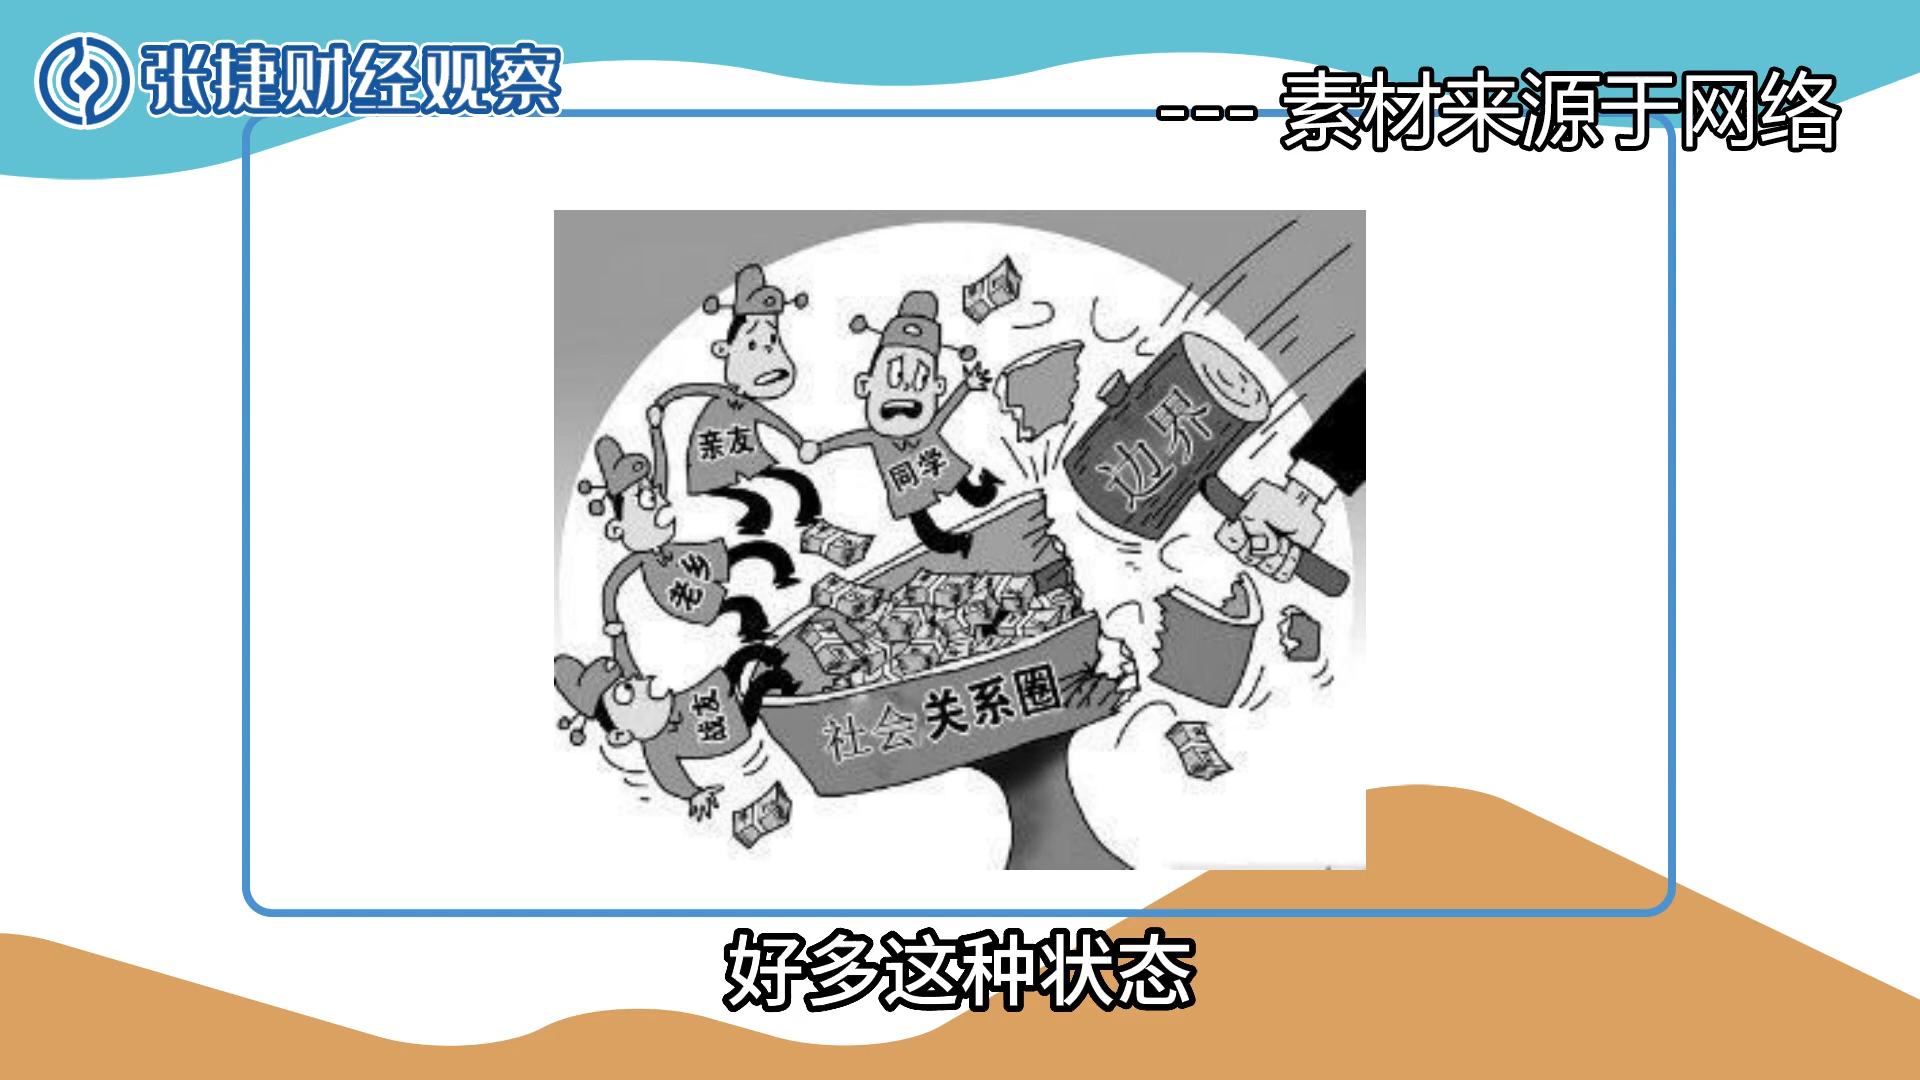 张捷财经观察
--- 素材来源于网络
亲友
同学
边界
老乡
战友
社会关系圈
好多这种状态